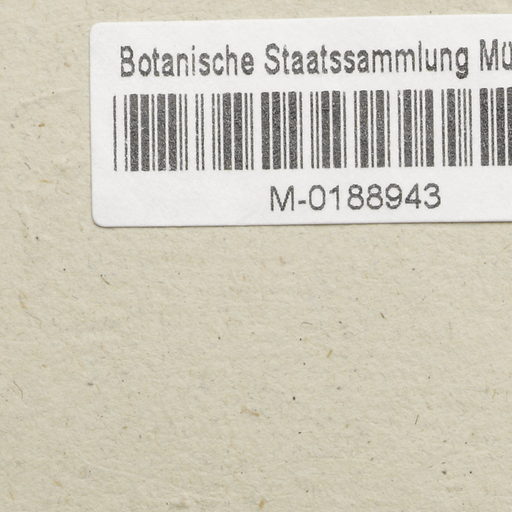 Botanische Staatssammlung Mü
M-0188943